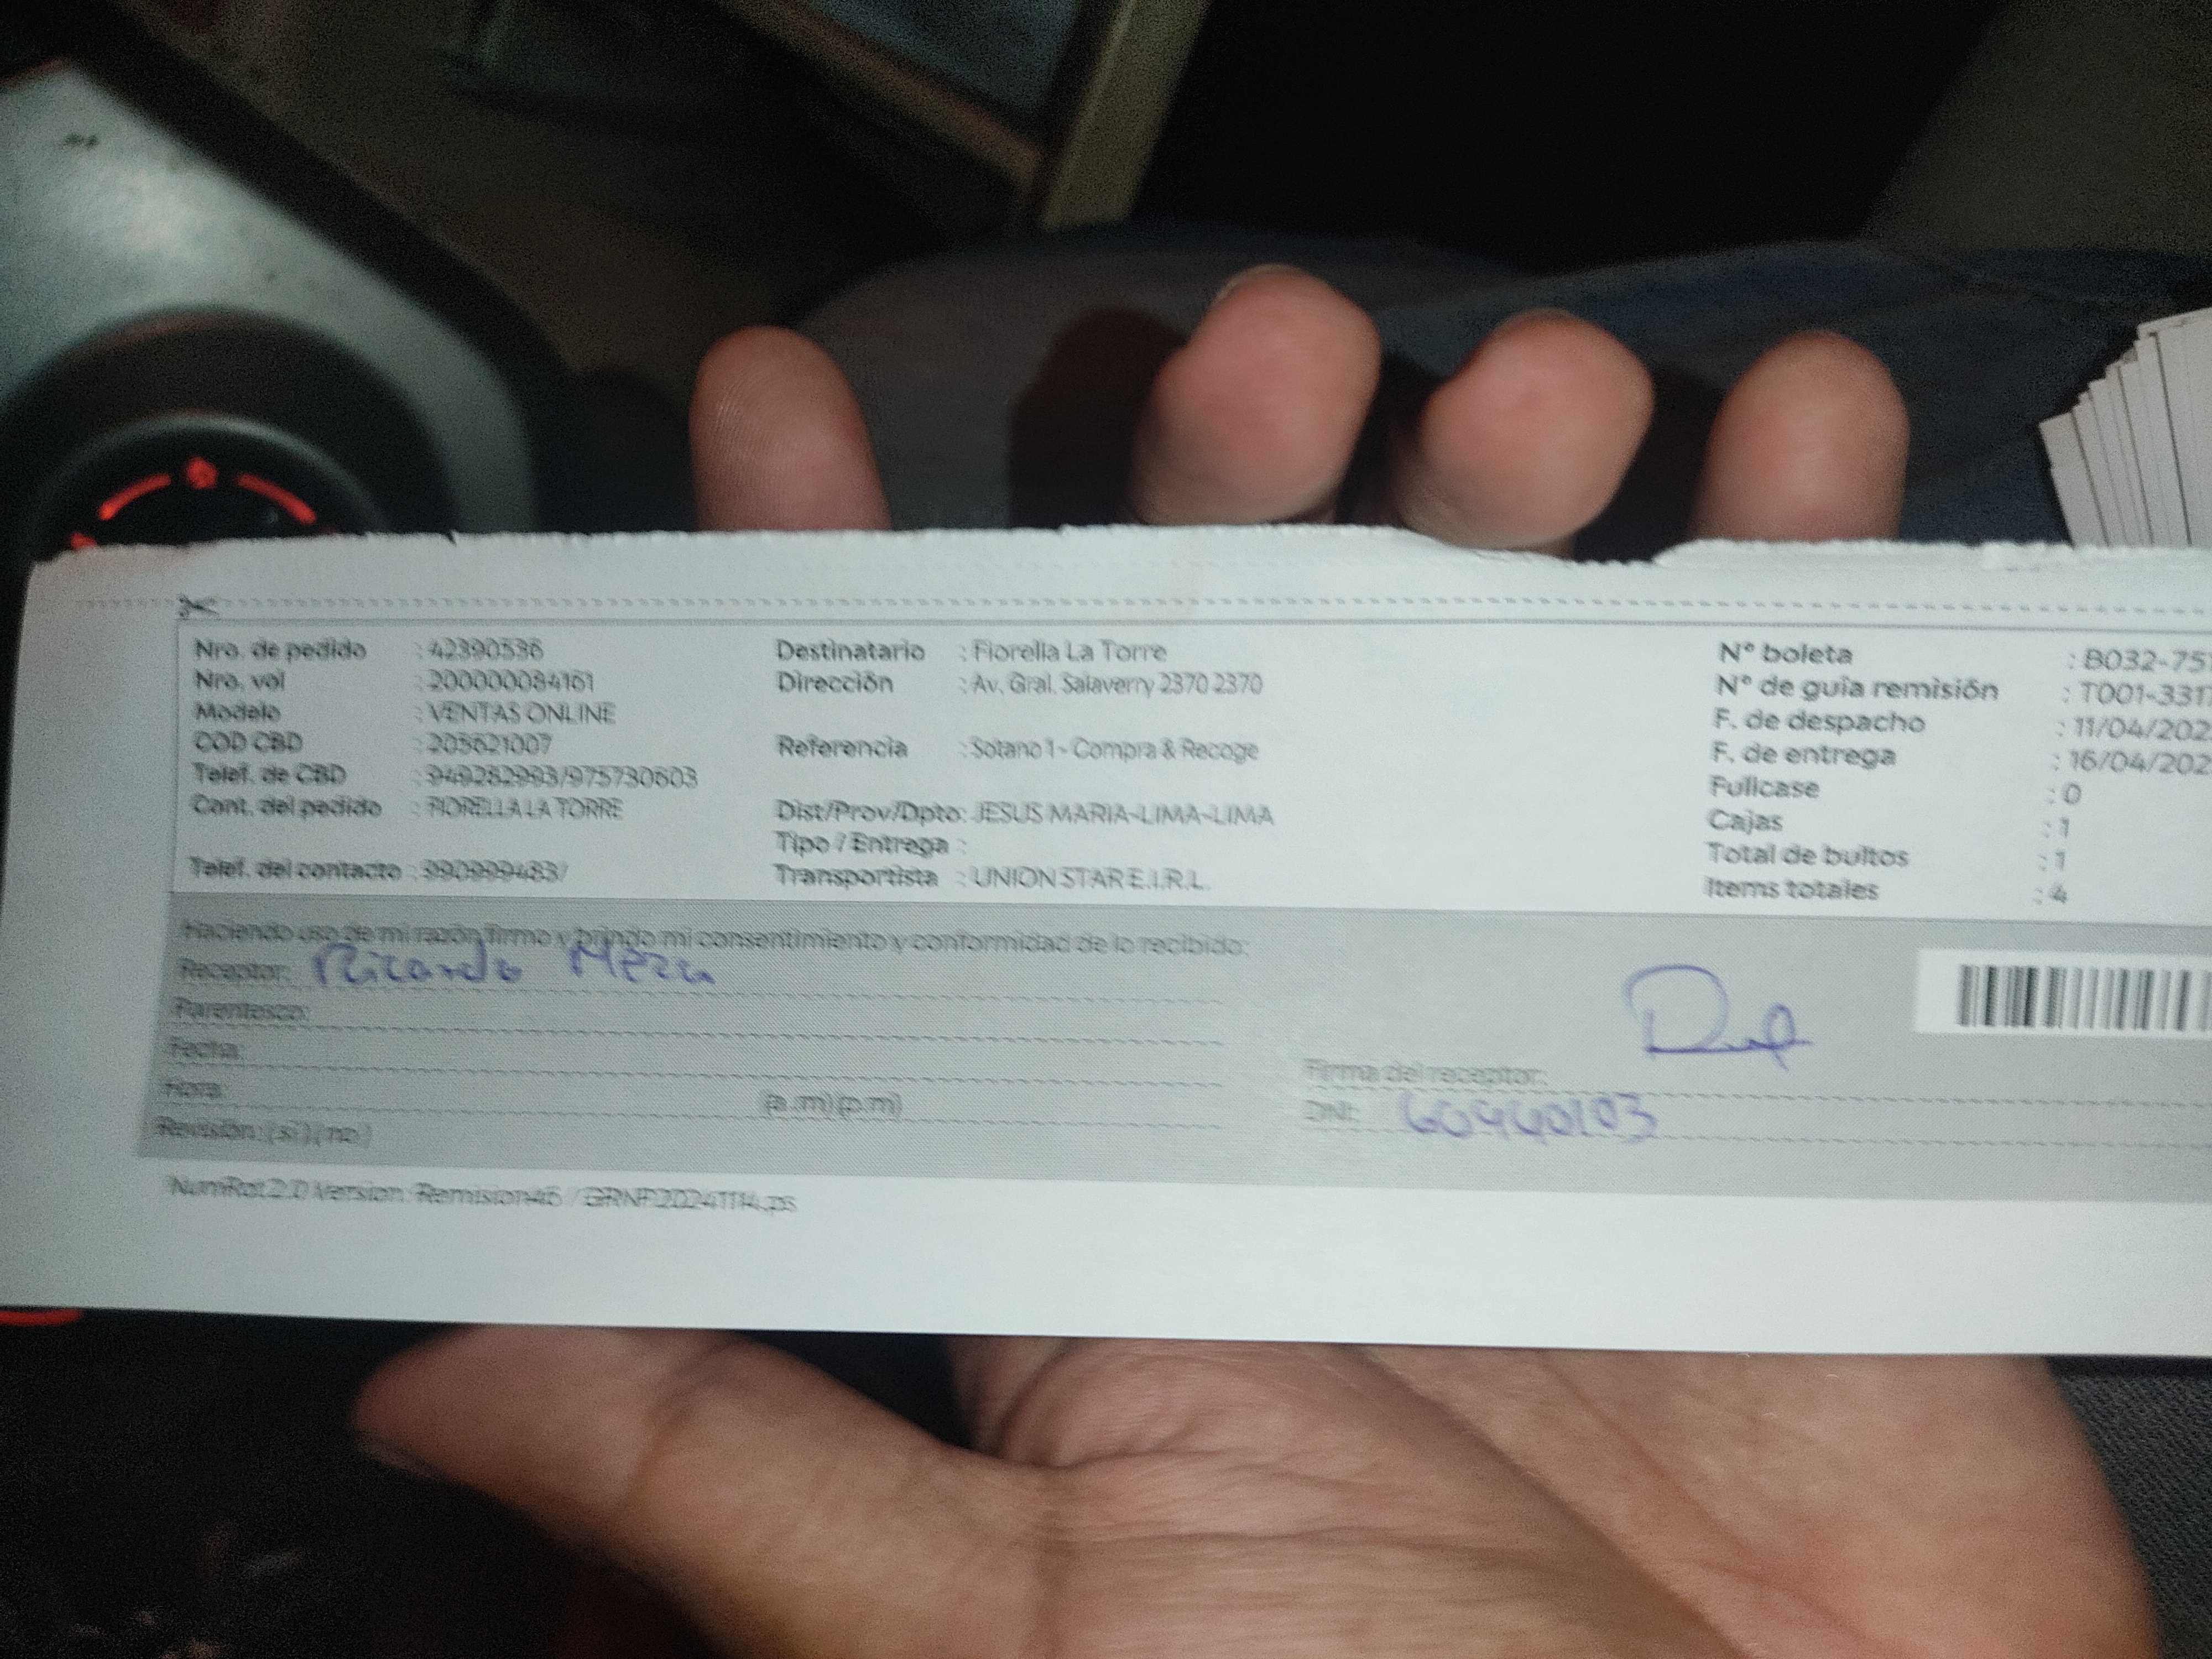 Nro. de pedido : 42390536
Nro. vol : 200000084161
Modelo : VENTAS ONLINE
COD CBD : 205621007
Telef. de CBD : 949282993/975730603
Cont. del pedido : FIORELLA LA TORRE
Telef. del contacto :
Destinatario : Fiorella La Torre
Dirección : Av. Gral. Salaverry 2370 2370
Referencia : Sotano 1 - Compra & Recoge
Dist/Prov/Dpto: JESUS MARIA-LIMA-LIMA
Tipo / Entrega :
Transportista : UNION STAR E.I.R.L.
N° boleta : B032-751
N° de guía remisión : T001-331
F. de despacho : 11/04/202
F. de entrega : 16/04/202
Fullcase : 0
Cajas : 1
Total de bultos : 1
Items totales : 4
Haciendo uso de mi razón firmo y brindo mi consentimiento y conformidad de lo recibido:
Receptor: Ricardo Meza
Parentesco:
Fecha:
Hora: (a.m)(p.m)
Revisión: (si) (no)
Firma del receptor:
DNI: 60440103
NumRot 2.0 Version: Remision46 / GRNF20241114.ps